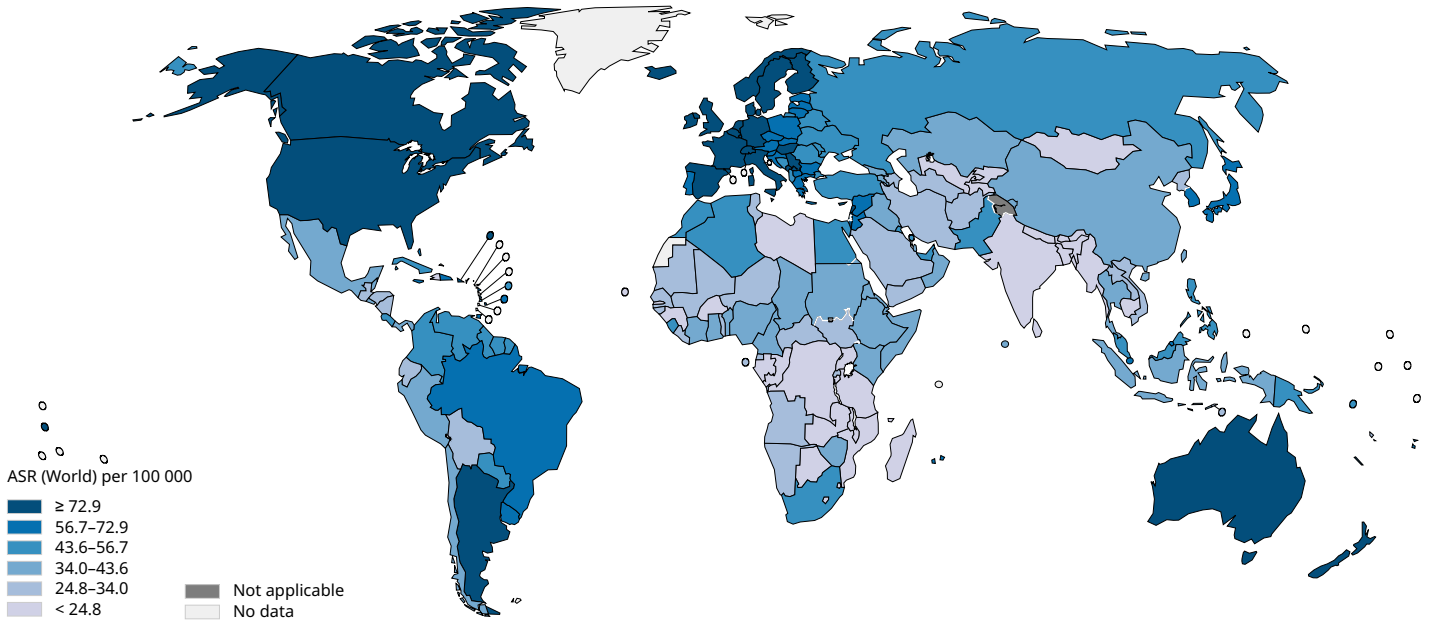 ASR (World) per 100 000
≥ 72.9
56.7–72.9
43.6–56.7
34.0–43.6
24.8–34.0
< 24.8
Not applicable
No data